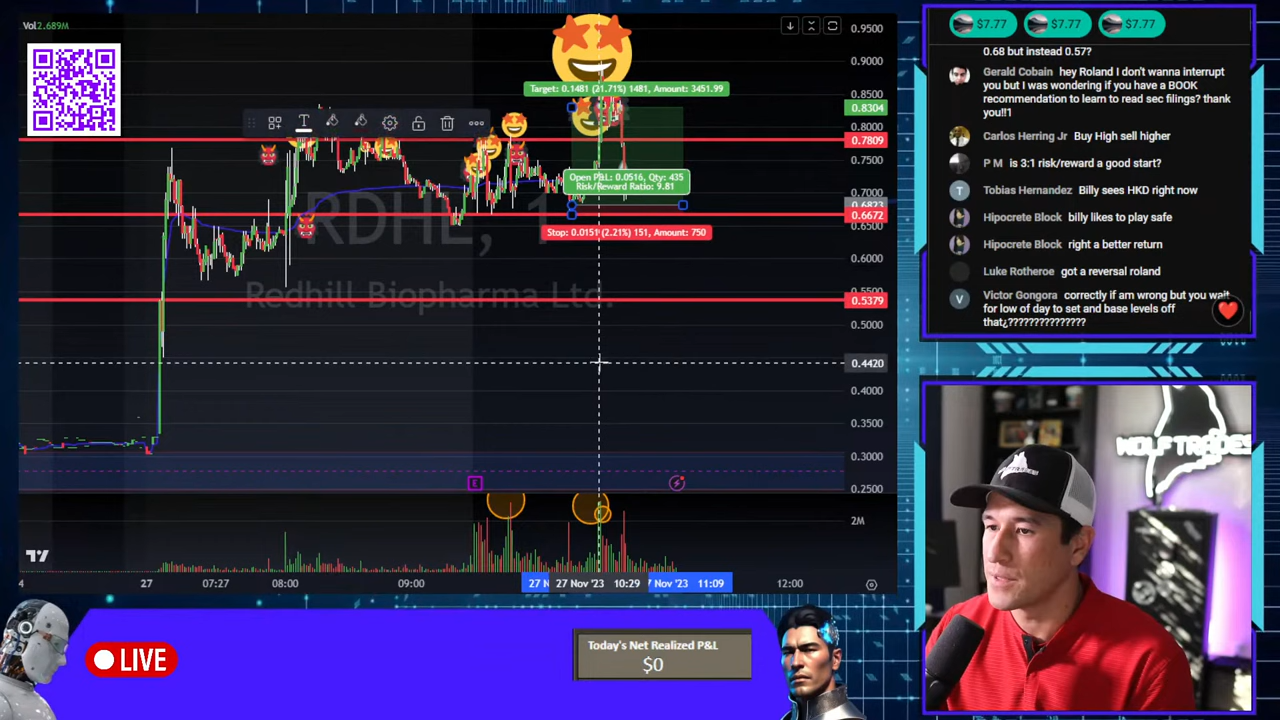 Vol2.689M
Target: 0.1481 (21.71%) 1481, Amount: 3451.99
Open P&L: 0.0516, Qty: 435
Risk/Reward Ratio: 9.81
Stop: 0.0151 (2.21%) 151, Amount: 750
Redhill Biopharma Ltd.
0.9500
0.9000
0.8500
0.8304
0.8000
0.7809
0.7500
0.7000
0.6823
0.6672
0.6500
0.6000
0.5500
0.5379
0.5000
0.4420
0.4000
0.3500
0.3000
0.2500
2M
E
4
27
07:27
08:00
09:00
27 N
27 Nov '23 10:29
7 Nov '23 11:09
12:00
$7.77
$7.77
$7.77
0.68 but instead 0.57?
Gerald Cobain hey Roland I don't wanna interrupt
you but I was wondering if you have a BOOK
recommendation to learn to read sec filings? thank
you!!1
Carlos Herring Jr Buy High sell higher
P M is 3:1 risk/reward a good start?
T
Tobias Hernandez Billy sees HKD right now
Hipocrete Block billy likes to play safe
Hipocrete Block right a better return
Luke Rotheroe got a reversal roland
V
Victor Gongora correctly if am wrong but you wait
for low of day to set and base levels off
that¿???????????????
WOLFTRADES
LIVE
Today's Net Realized P&L
$0